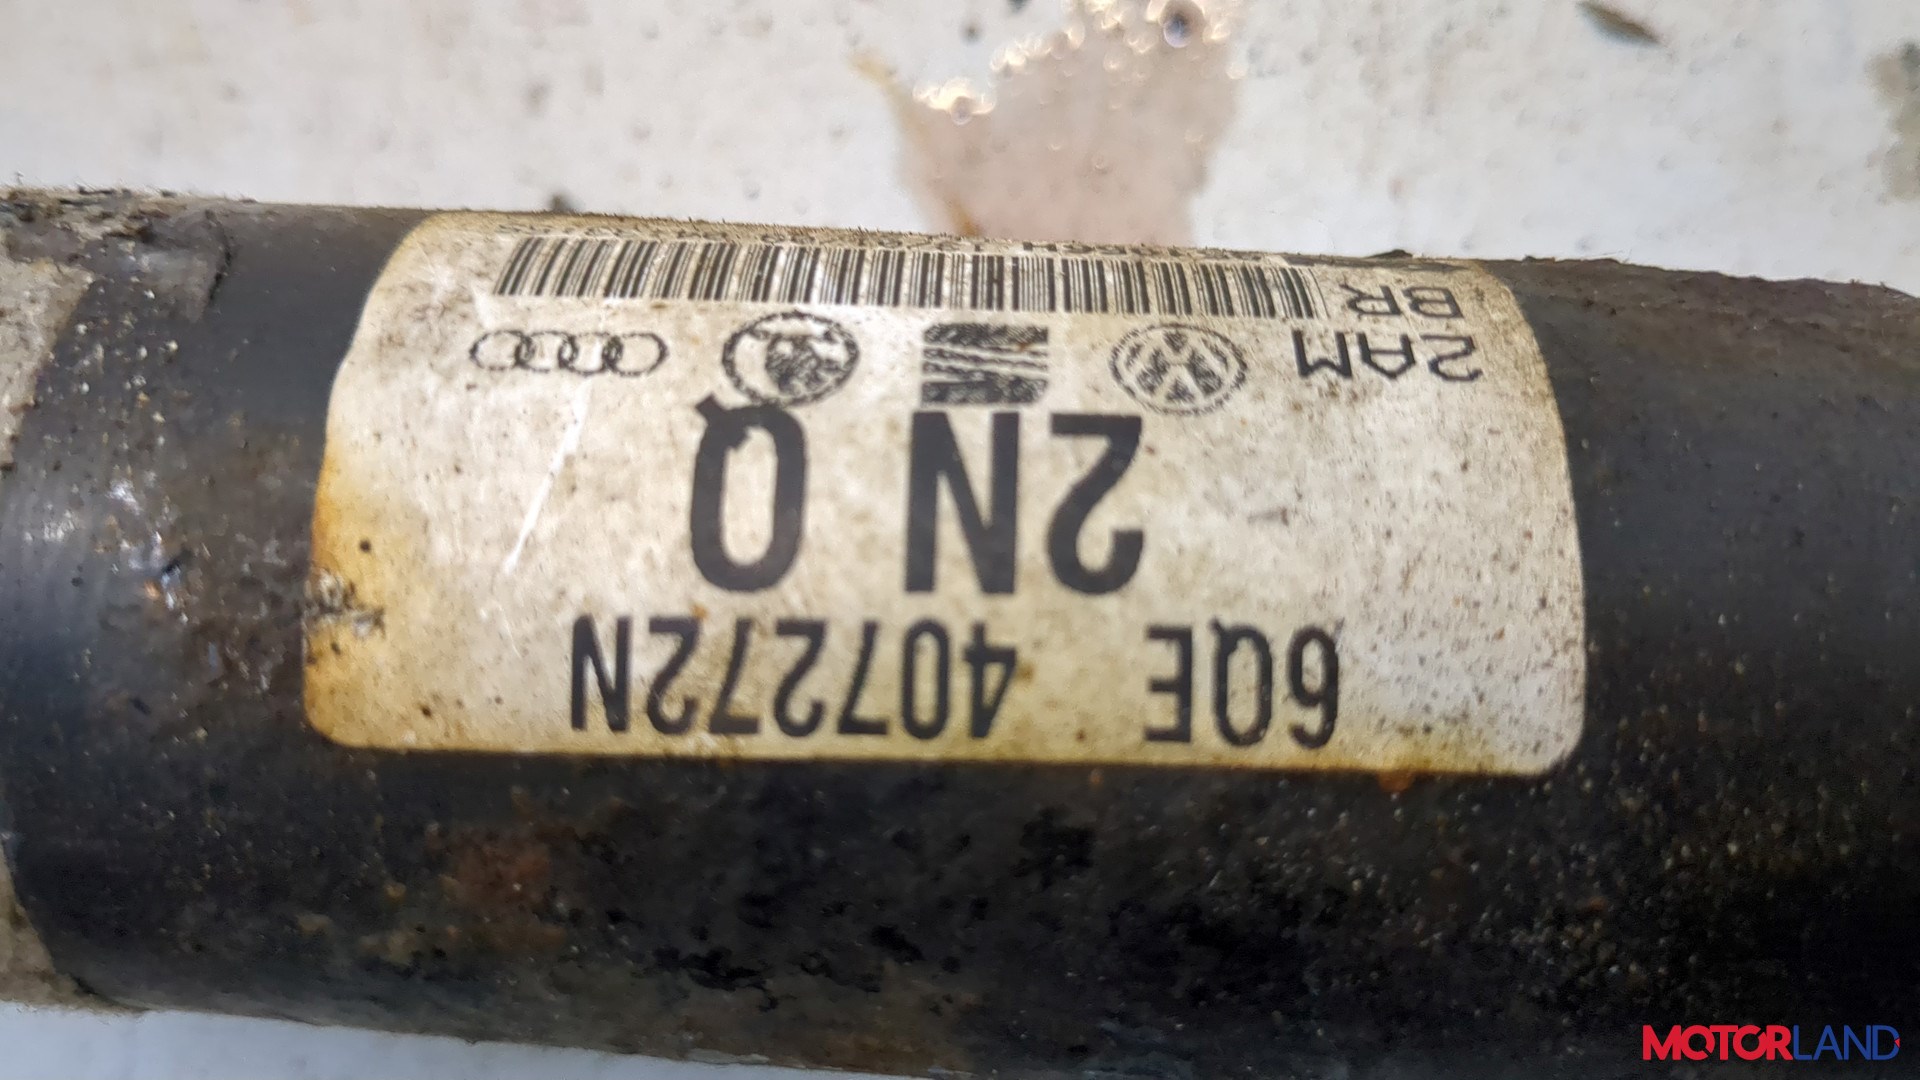 6QE 407272N
2N Q
2AM
BR
MOTORLAND